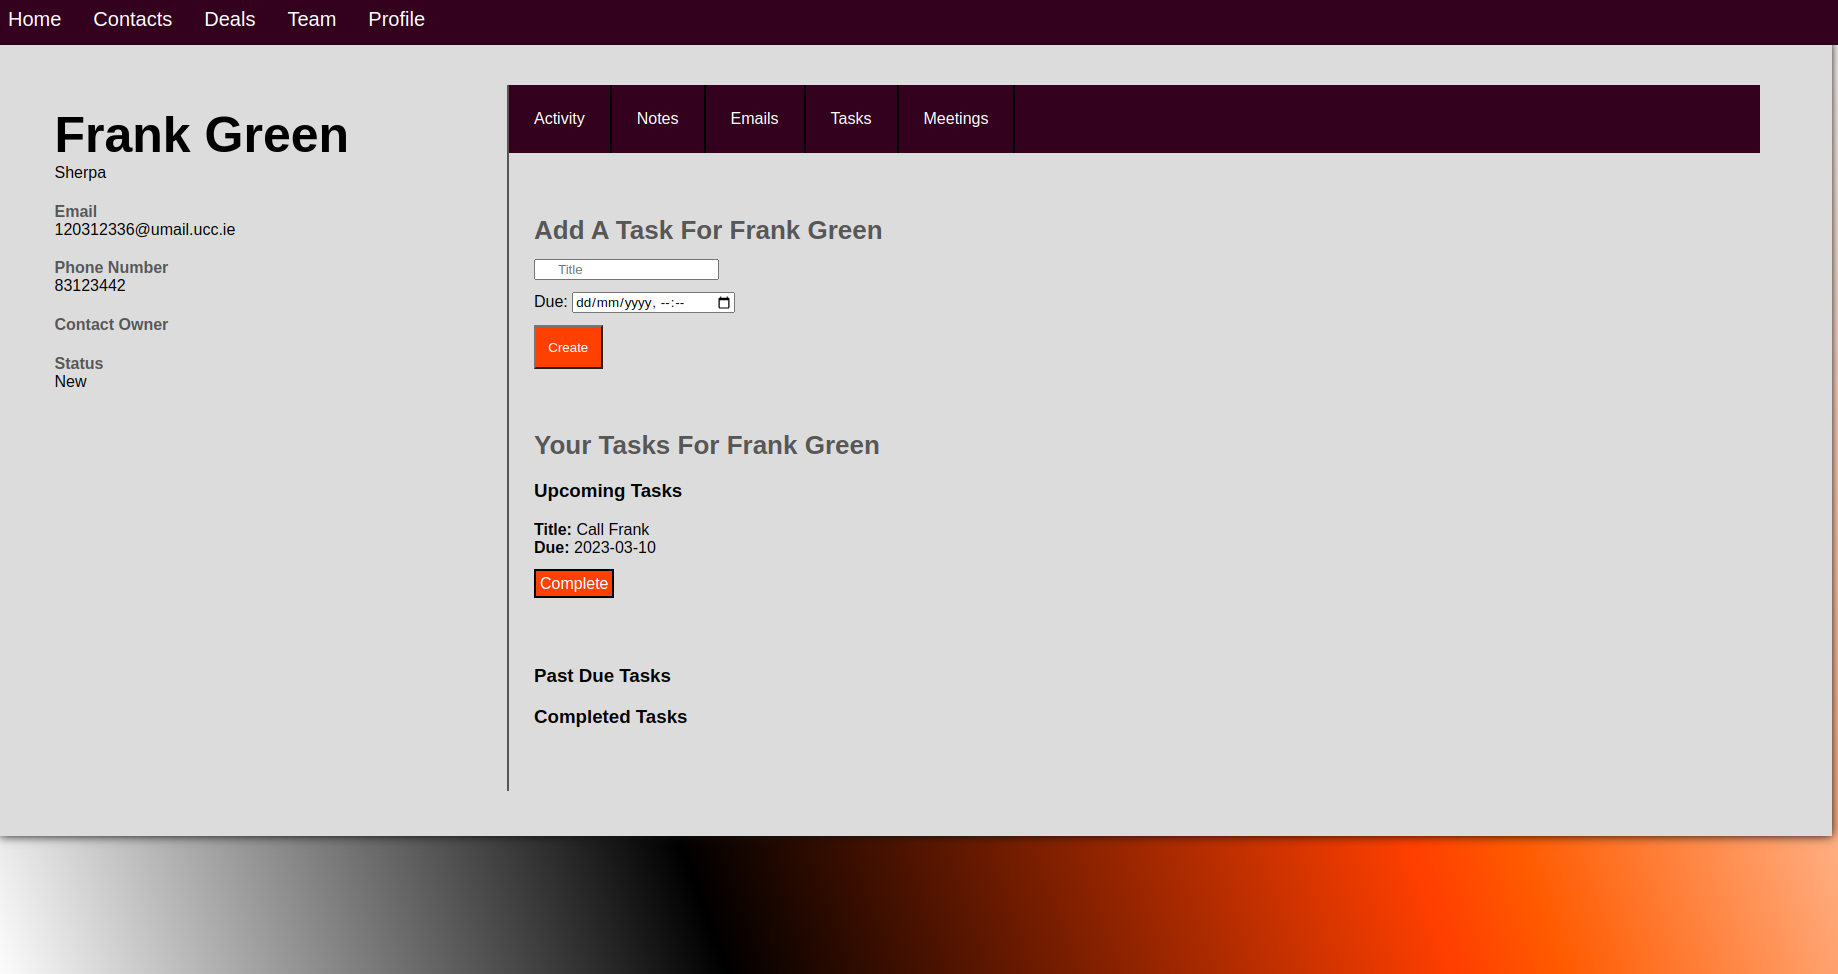 Home Contacts Deals Team Profile
Frank Green
Sherpa
Email
120312336@umail.ucc.ie
Phone Number
83123442
Contact Owner
Status
New
Activity Notes Emails Tasks Meetings
Add A Task For Frank Green
Title
Due: dd/mm/yyyy, --:--
Create
Your Tasks For Frank Green
Upcoming Tasks
Title: Call Frank
Due: 2023-03-10
Complete
Past Due Tasks
Completed Tasks